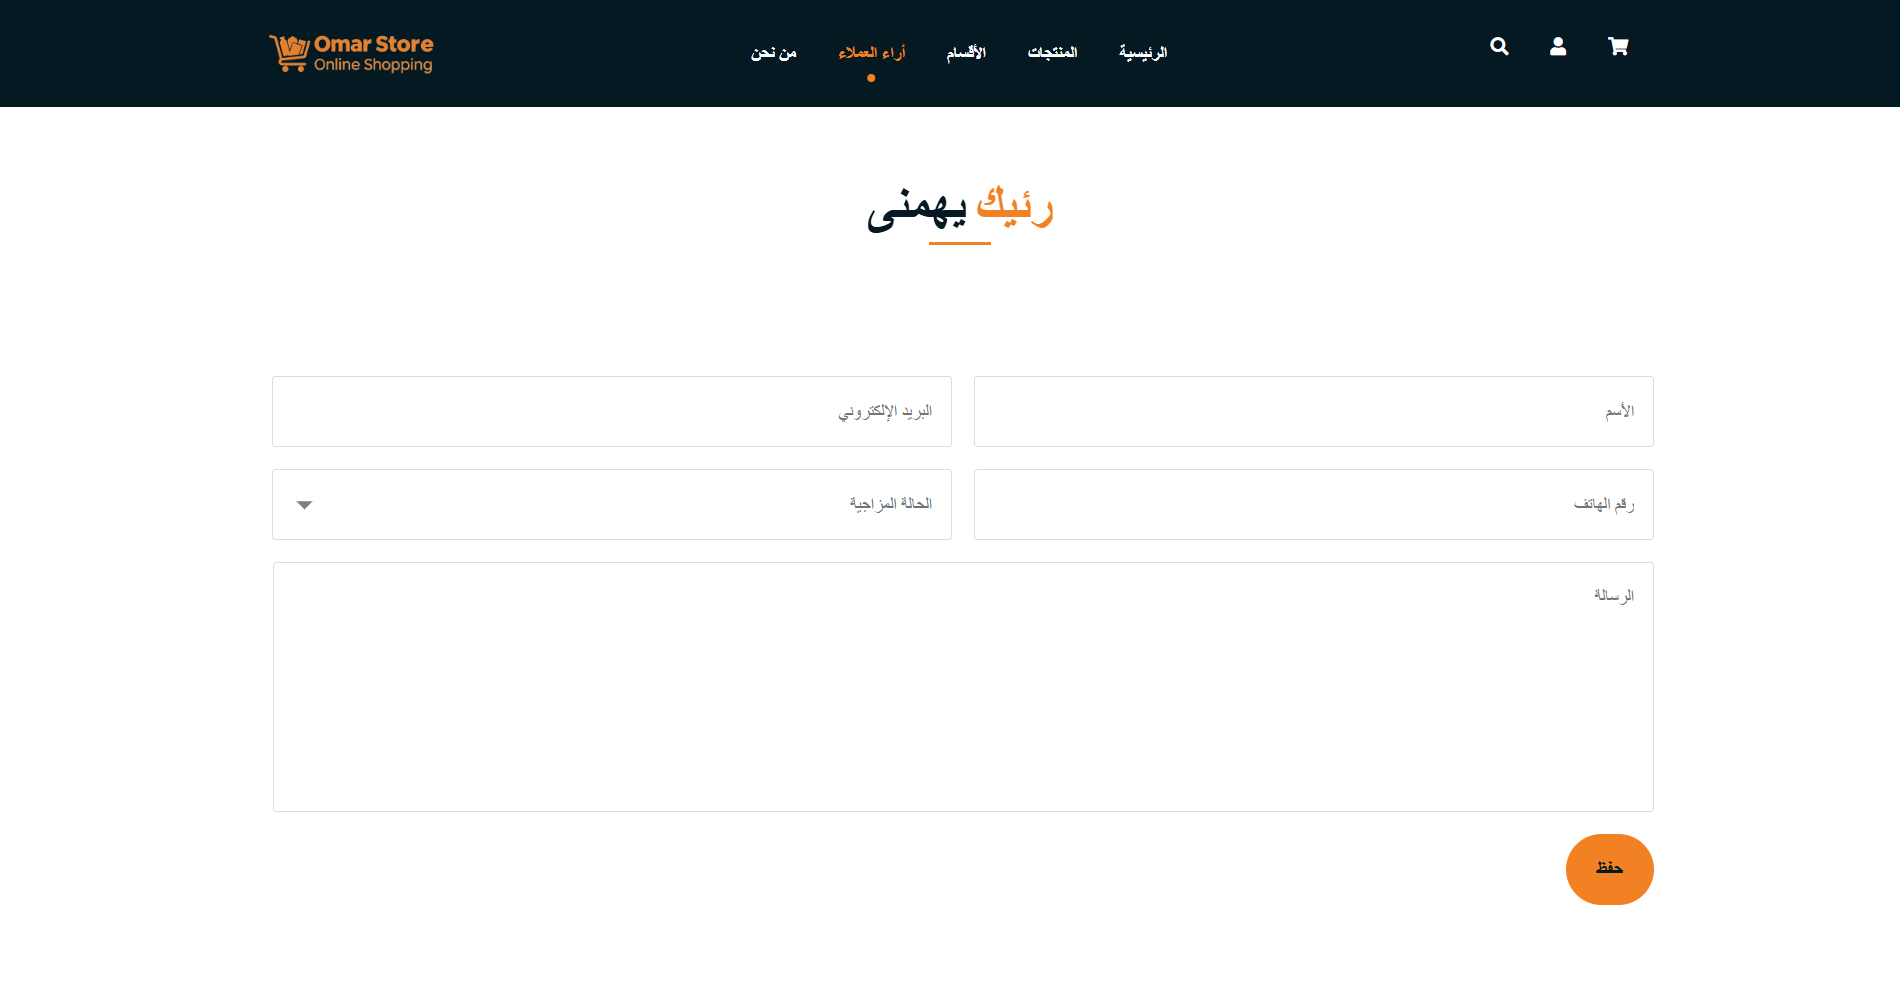 Omar Store
Online Shopping
الرئيسية
المنتجات
الأقسام
أراء العملاء
من نحن
رئيك يهمنى
الأسم
البريد الإلكتروني
رقم الهاتف
الحالة المزاجية
الرسالة
حفظ